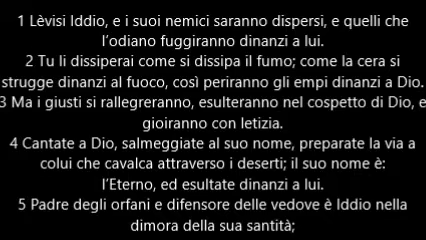 1 Lèvisi Iddio, e i suoi nemici saranno dispersi, e quelli che
l’odiano fuggiranno dinanzi a lui.
2 Tu li dissiperai come si dissipa il fumo; come la cera si
strugge dinanzi al fuoco, così periranno gli empi dinanzi a Dio.
3 Ma i giusti si rallegreranno, esulteranno nel cospetto di Dio, e
gioiranno con letizia.
4 Cantate a Dio, salmeggiate al suo nome, preparate la via a
colui che cavalca attraverso i deserti; il suo nome è:
l’Eterno, ed esultate dinanzi a lui.
5 Padre degli orfani e difensore delle vedove è Iddio nella
dimora della sua santità;